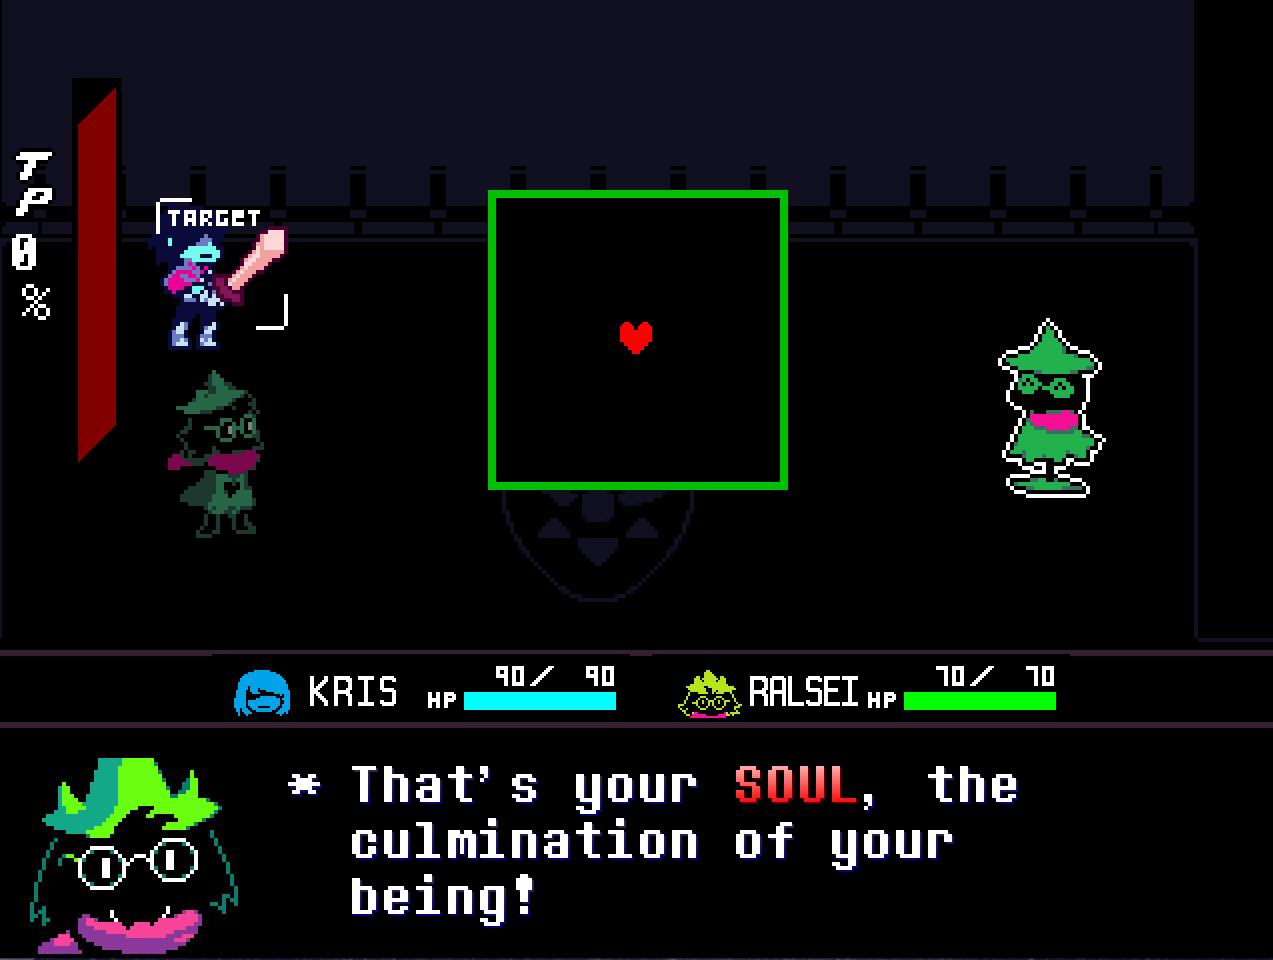 TP
0
%
TARGET
KRIS HP 90/ 90
RALSEI HP 70/ 70
* That's your SOUL, the
culmination of your
being!